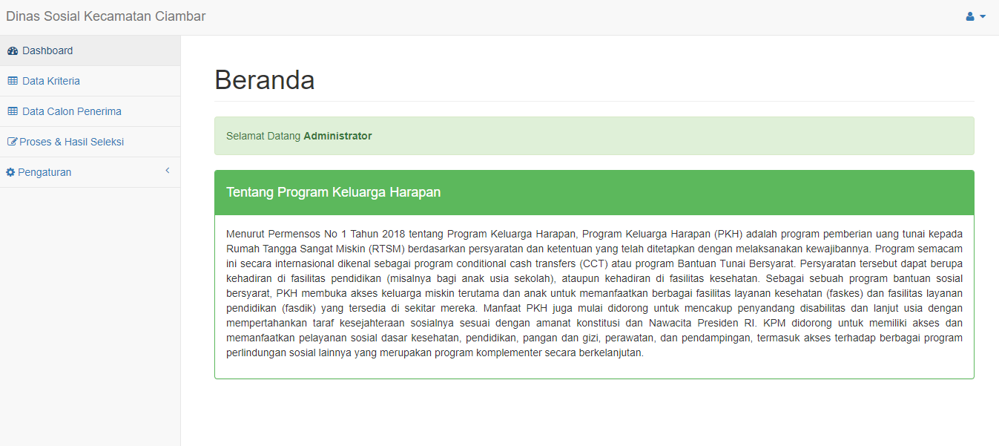 Dinas Sosial Kecamatan Ciambar
Dashboard
Data Kriteria
Data Calon Penerima
Proses & Hasil Seleksi
Pengaturan
Beranda
Selamat Datang Administrator
Tentang Program Keluarga Harapan
Menurut Permensos No 1 Tahun 2018 tentang Program Keluarga Harapan, Program Keluarga Harapan (PKH) adalah program pemberian uang tunai kepada
Rumah Tangga Sangat Miskin (RTSM) berdasarkan persyaratan dan ketentuan yang telah ditetapkan dengan melaksanakan kewajibannya. Program semacam
ini secara internasional dikenal sebagai program conditional cash transfers (CCT) atau program Bantuan Tunai Bersyarat. Persyaratan tersebut dapat berupa
kehadiran di fasilitas pendidikan (misalnya bagi anak usia sekolah), ataupun kehadiran di fasilitas kesehatan. Sebagai sebuah program bantuan sosial
bersyarat, PKH membuka akses keluarga miskin terutama dan anak untuk memanfaatkan berbagai fasilitas layanan kesehatan (faskes) dan fasilitas layanan
pendidikan (fasdik) yang tersedia di sekitar mereka. Manfaat PKH juga mulai didorong untuk mencakup penyandang disabilitas dan lanjut usia dengan
mempertahankan taraf kesejahteraan sosialnya sesuai dengan amanat konstitusi dan Nawacita Presiden RI. KPM didorong untuk memiliki akses dan
memanfaatkan pelayanan sosial dasar kesehatan, pendidikan, pangan dan gizi, perawatan, dan pendampingan, termasuk akses terhadap berbagai program
perlindungan sosial lainnya yang merupakan program komplementer secara berkelanjutan.